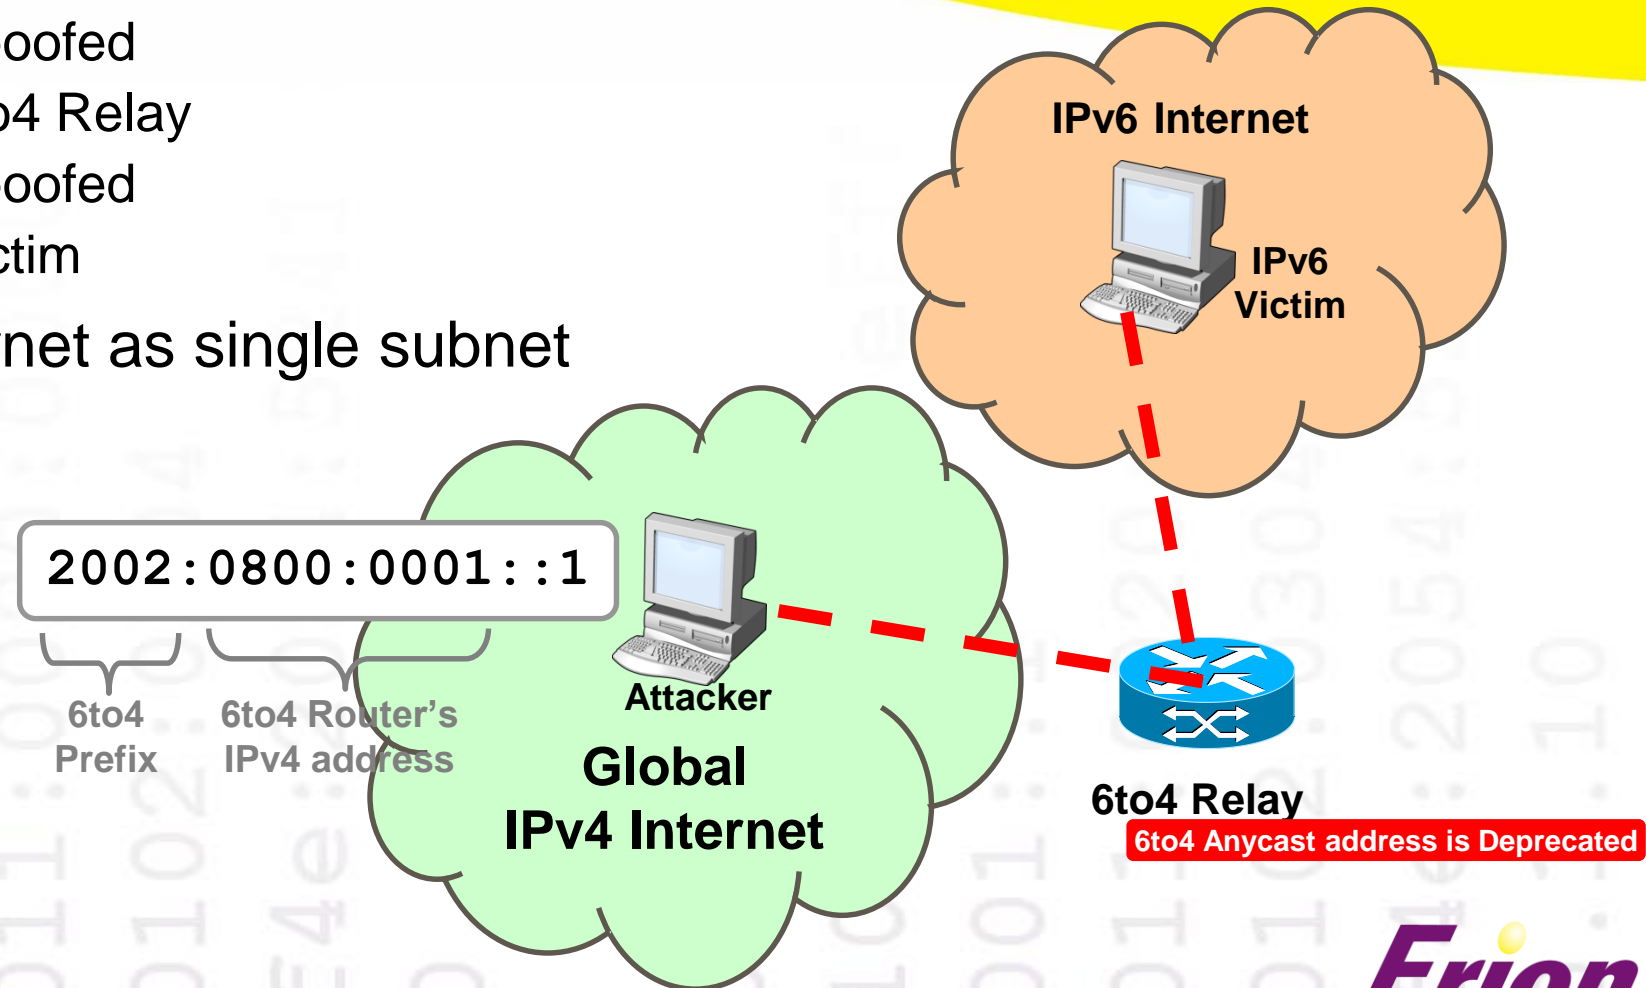 oofed
o4 Relay
oofed
ctim
net as single subnet
IPv6 Internet
IPv6
Victim
2002:0800:0001::1
6to4
Prefix
6to4 Router's
IPv4 address
Attacker
Global
IPv4 Internet
6to4 Relay
6to4 Anycast address is Deprecated
Erion